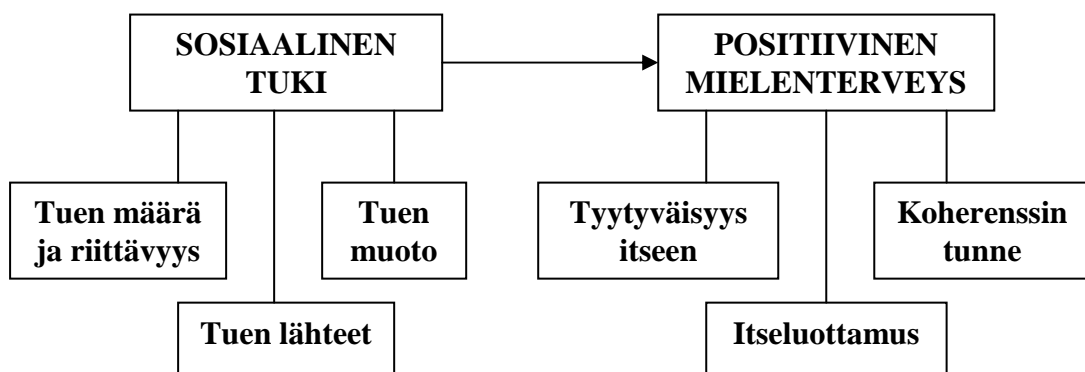 SOSIAALINEN
TUKI
POSITIIVINEN
MIELENTERVEYS
Tuen määrä
ja riittävyys
Tuen
muoto
Tuen lähteet
Tyytyväisyys
itseen
Koherenssin
tunne
Itseluottamus